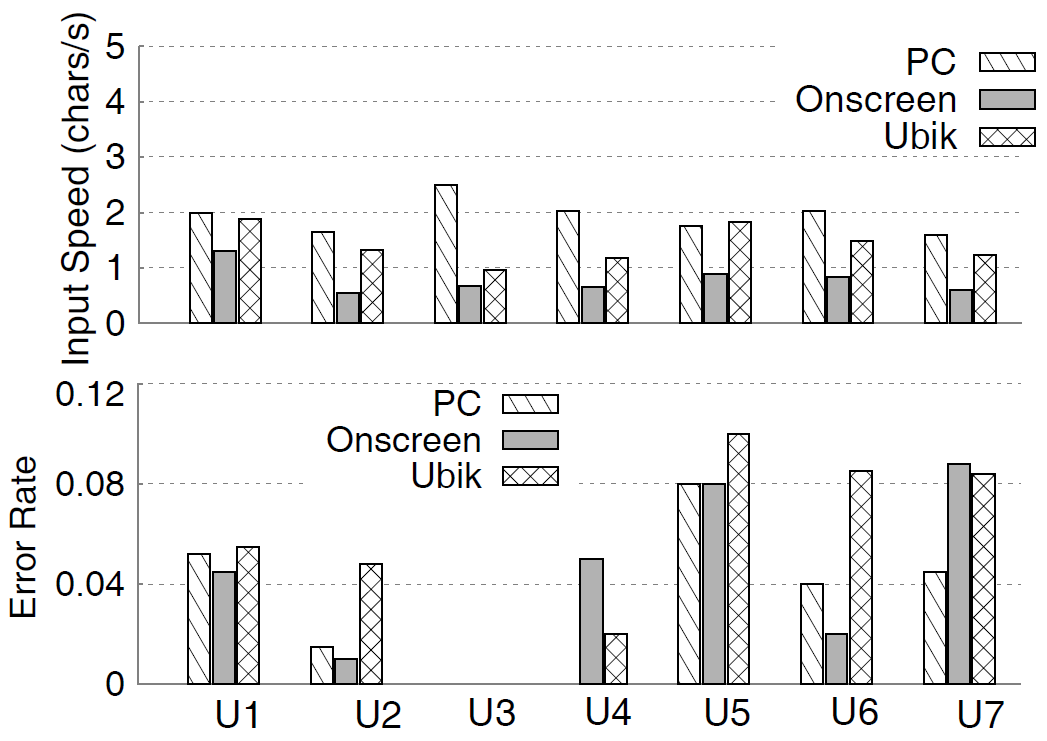 Input Speed (chars/s)
5
4
3
2
1
0
PC
Onscreen
Ubik
Error Rate
0.12
0.08
0.04
0
PC
Onscreen
Ubik
U1 U2 U3 U4 U5 U6 U7